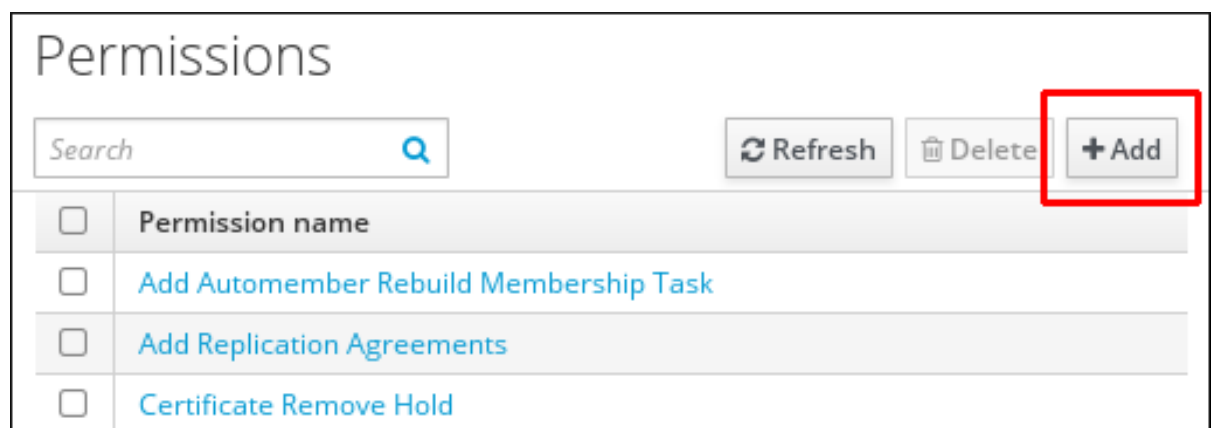 Permissions
Search Refresh Delete Add
Permission name
Add Automember Rebuild Membership Task
Add Replication Agreements
Certificate Remove Hold